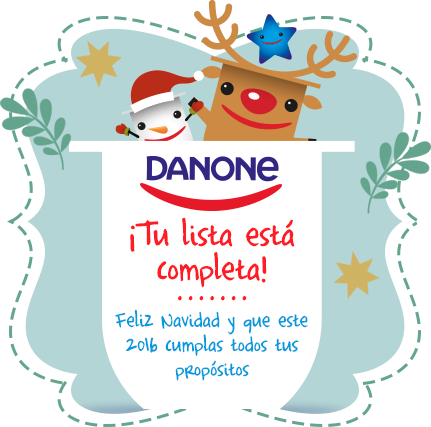 DANONE
¡Tu lista está
completa!
Feliz Navidad y que este
2016 cumplas todos tus
propósitos